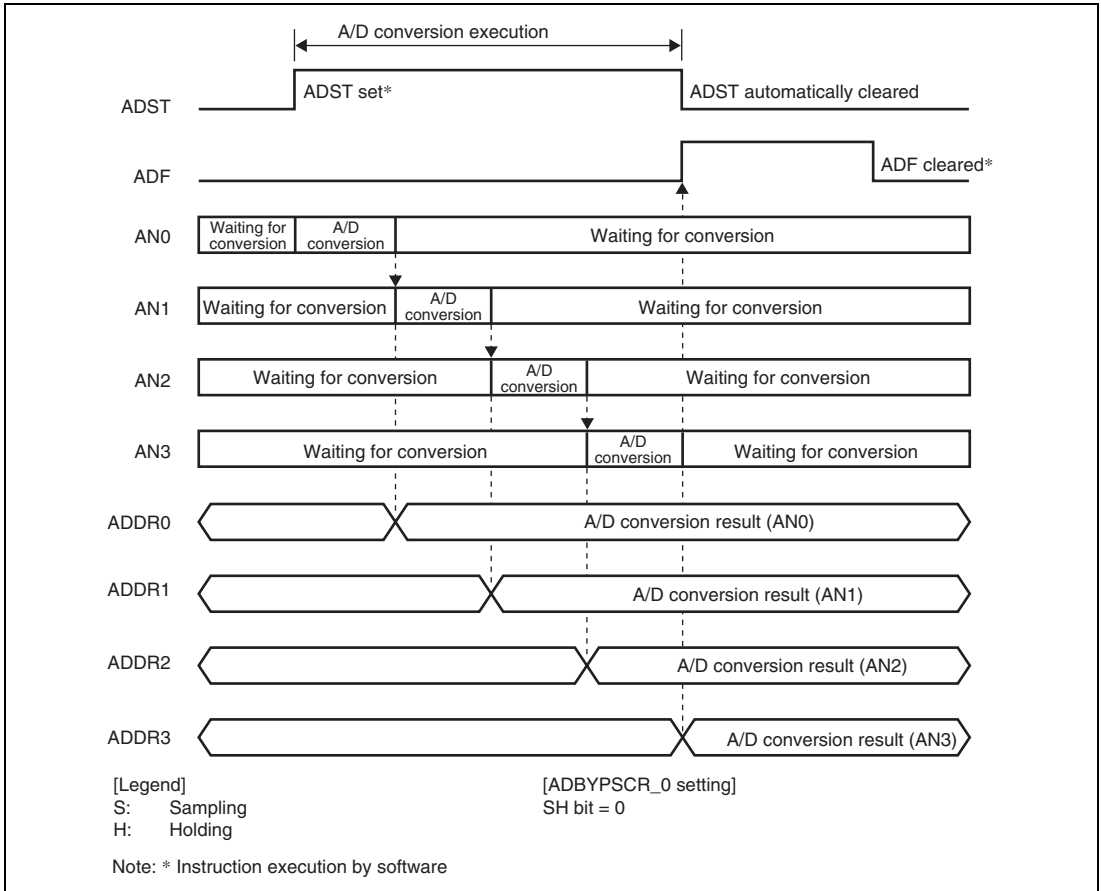 A/D conversion execution
ADST
ADST set*
ADST automatically cleared
ADF
ADF cleared*
AN0
Waiting for
conversion
A/D
conversion
Waiting for conversion
AN1
Waiting for conversion
A/D
conversion
Waiting for conversion
AN2
Waiting for conversion
A/D
conversion
Waiting for conversion
AN3
Waiting for conversion
A/D
conversion
Waiting for conversion
ADDR0
A/D conversion result (AN0)
ADDR1
A/D conversion result (AN1)
ADDR2
A/D conversion result (AN2)
ADDR3
A/D conversion result (AN3)
[Legend]
S: Sampling
H: Holding
[ADBYPSCR_0 setting]
SH bit = 0
Note: * Instruction execution by software